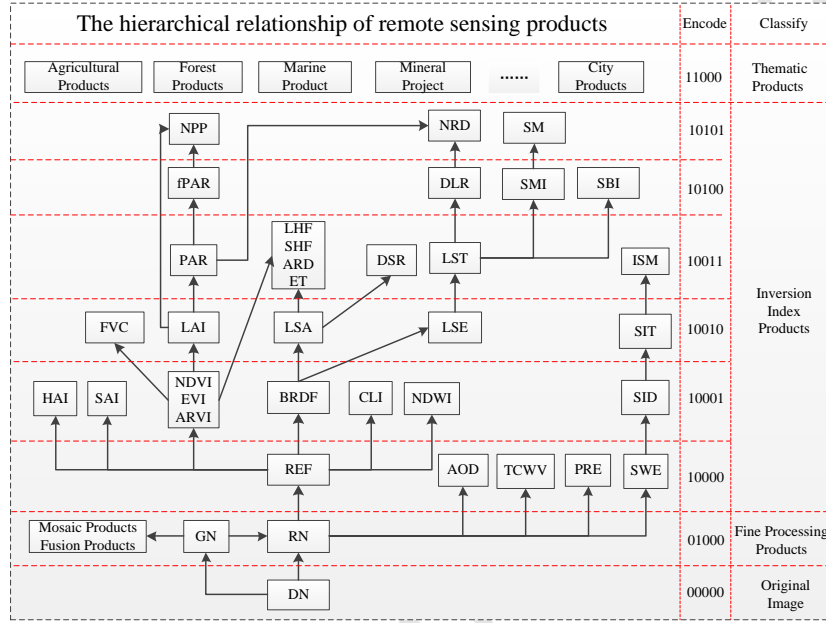 The hierarchical relationship of remote sensing products
Encode
Classify
Agricultural
Products
Forest
Products
Marine
Product
Mineral
Project
......
City
Products
11000
Thematic
Products
NPP
NRD
SM
10101
fPAR
DLR
SMI
SBI
10100
PAR
LHF
SHF
ARD
ET
DSR
LST
ISM
10011
Inversion
Index
Products
FVC
LAI
LSA
LSE
SIT
10010
HAI
SAI
NDVI
EVI
ARVI
BRDF
CLI
NDWI
SID
10001
REF
AOD
TCWV
PRE
SWE
10000
Mosaic Products
Fusion Products
GN
RN
01000
Fine Processing
Products
DN
00000
Original
Image